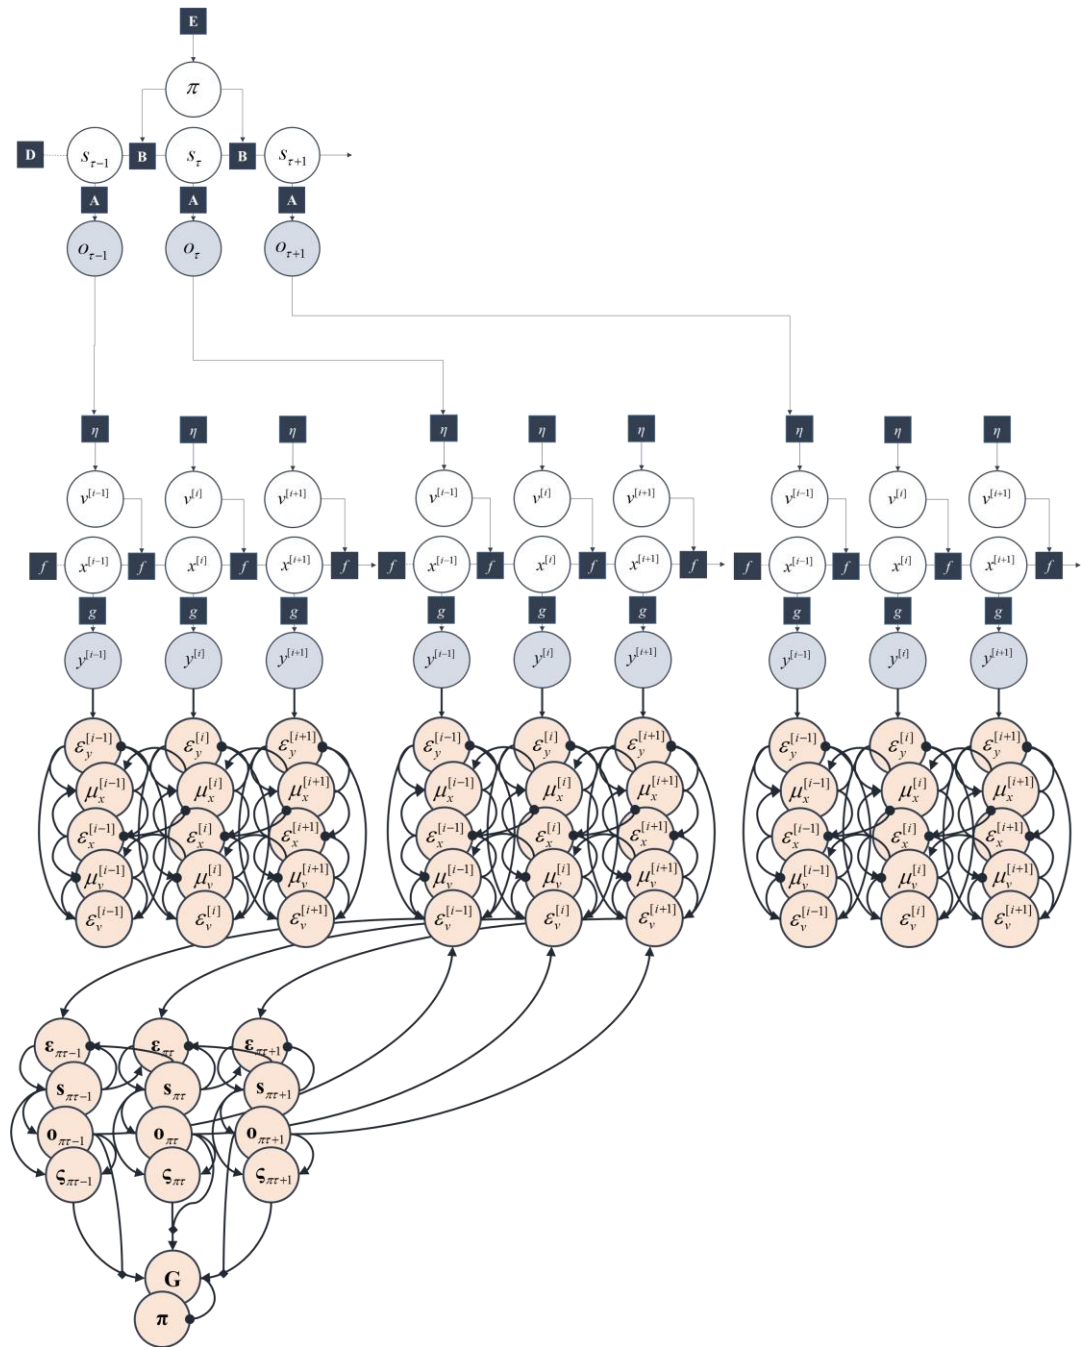 E
π
D s_{τ−1} B s_τ B s_{τ+1}
A A A
o_{τ−1} o_τ o_{τ+1}
η η η η η η η η η
v^{[i−1]} v^{[i]} v^{[i+1]} v^{[i−1]} v^{[i]} v^{[i+1]} v^{[i−1]} v^{[i]} v^{[i+1]}
f x^{[i−1]} f x^{[i]} f x^{[i+1]} f f x^{[i−1]} f x^{[i]} f x^{[i+1]} f f x^{[i−1]} f x^{[i]} f x^{[i+1]} f
g g g g g g g g g
y^{[i−1]} y^{[i]} y^{[i+1]} y^{[i−1]} y^{[i]} y^{[i+1]} y^{[i−1]} y^{[i]} y^{[i+1]}
ε_y^{[i−1]} ε_y^{[i]} ε_y^{[i+1]} ε_y^{[i−1]} ε_y^{[i]} ε_y^{[i+1]} ε_y^{[i−1]} ε_y^{[i]} ε_y^{[i+1]}
μ_x^{[i−1]} μ_x^{[i]} μ_x^{[i+1]} μ_x^{[i−1]} μ_x^{[i]} μ_x^{[i+1]} μ_x^{[i−1]} μ_x^{[i]} μ_x^{[i+1]}
ε_x^{[i−1]} ε_x^{[i]} ε_x^{[i+1]} ε_x^{[i−1]} ε_x^{[i]} ε_x^{[i+1]} ε_x^{[i−1]} ε_x^{[i]} ε_x^{[i+1]}
μ_v^{[i−1]} μ_v^{[i]} μ_v^{[i+1]} μ_v^{[i−1]} μ_v^{[i]} μ_v^{[i+1]} μ_v^{[i−1]} μ_v^{[i]} μ_v^{[i+1]}
ε_v^{[i−1]} ε_v^{[i]} ε_v^{[i+1]} ε_v^{[i−1]} ε_v^{[i]} ε_v^{[i+1]} ε_v^{[i−1]} ε_v^{[i]} ε_v^{[i+1]}
ε_{πτ−1} ε_{πτ} ε_{πτ+1}
s_{πτ−1} s_{πτ} s_{πτ+1}
o_{πτ−1} o_{πτ} o_{πτ+1}
ς_{πτ−1} ς_{πτ} ς_{πτ+1}
G
π